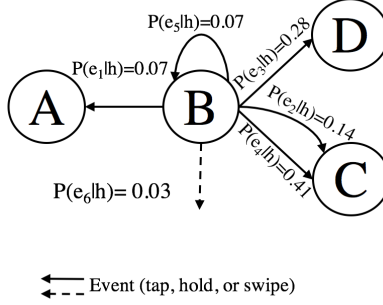 P(e₅|h)=0.07
D
P(e₁|h)=0.07
P(e₃|h)=0.28
A
B
P(e₂|h)=0.14
P(e₄|h)=0.41
C
P(e₆|h)= 0.03
Event (tap, hold, or swipe)